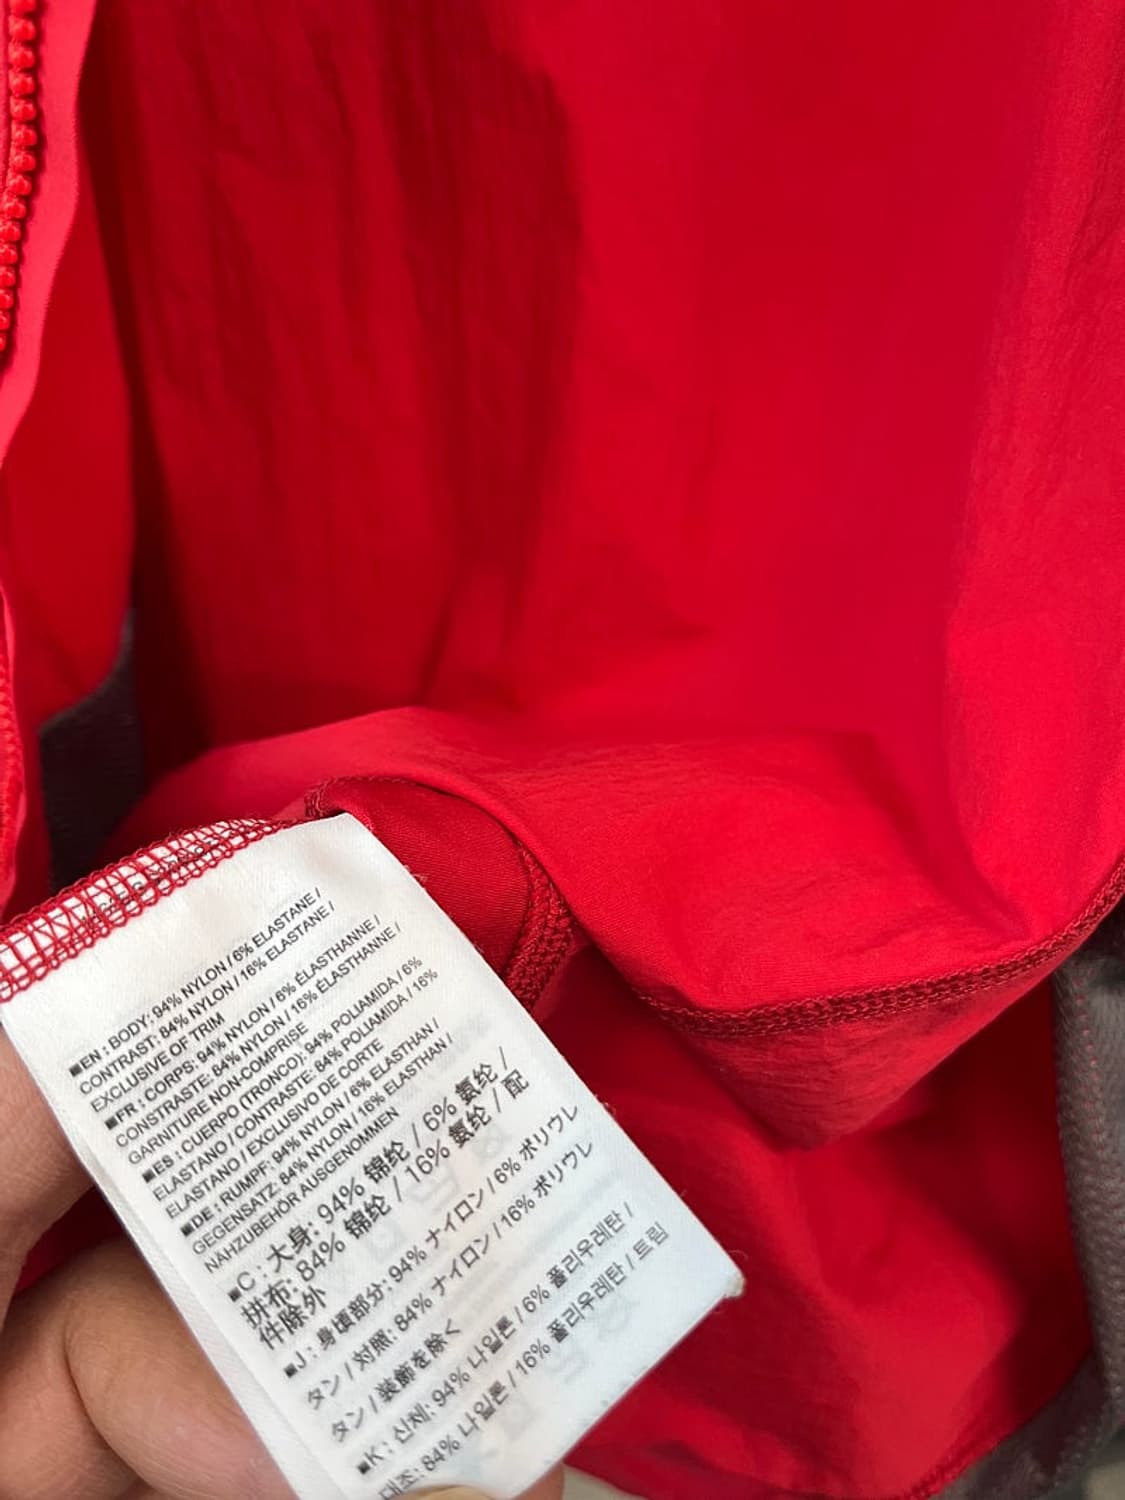 ■EN : BODY: 94% NYLON / 6% ELASTANE /
CONTRAST: 84% NYLON / 16% ELASTANE /
EXCLUSIVE OF TRIM
■FR : CORPS: 94% NYLON / 6% ÉLASTHANNE /
CONSTRASTE: 84% NYLON / 16% ÉLASTHANNE /
GARNITURE NON-COMPRISE
■ES : CUERPO (TRONCO): 94% POLIAMIDA / 6%
ELASTANO / CONTRASTE: 84% POLIAMIDA / 16%
ELASTANO / EXCLUSIVO DE CORTE
■DE : RUMPF: 94% NYLON / 6% ELASTHAN /
GEGENSATZ: 84% NYLON / 16% ELASTHAN /
NÄHZUBEHÖR AUSGENOMMEN
■C : 大身: 94% 锦纶 / 6% 氨纶 /
拼布: 84% 锦纶 / 16% 氨纶 / 配
件除外
■J : 身頃部分: 94% ナイロン / 6% ポリウレ
タン / 対照: 84% ナイロン / 16% ポリウレ
タン / 装飾を除く
■K : 신체: 94% 나일론 / 6% 폴리우레탄 /
대조: 84% 나일론 / 16% 폴리우레탄 / 트림